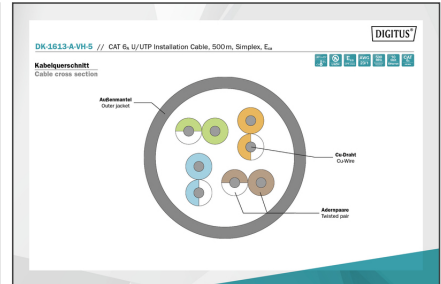 DIGITUS®
DK-1613-A-VH-5 // CAT 6A U/UTP Installation Cable, 500m, Simplex, Eca
Kabelquerschnitt
Cable cross section
Außenmantel
Outer jacket
Cu-Draht
Cu-Wire
Adernpaare
Twisted pair